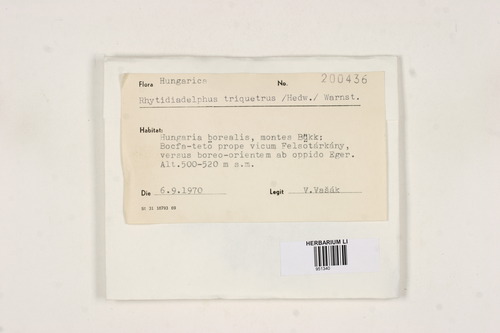 Flora Hungarica No. 200436
Rhytidiadelphus triquetrus /Hedw./ Warnst.
Habitat:
Hungaria borealis, montes Bükk:
Bocfa-tető prope vicum Felsőtárkány,
versus boreo-orientem ab oppido Eger.
Alt.500-520 m s.m.
Die 6.9.1970 Legit V.Vašák
HERBARIUM LI
951340